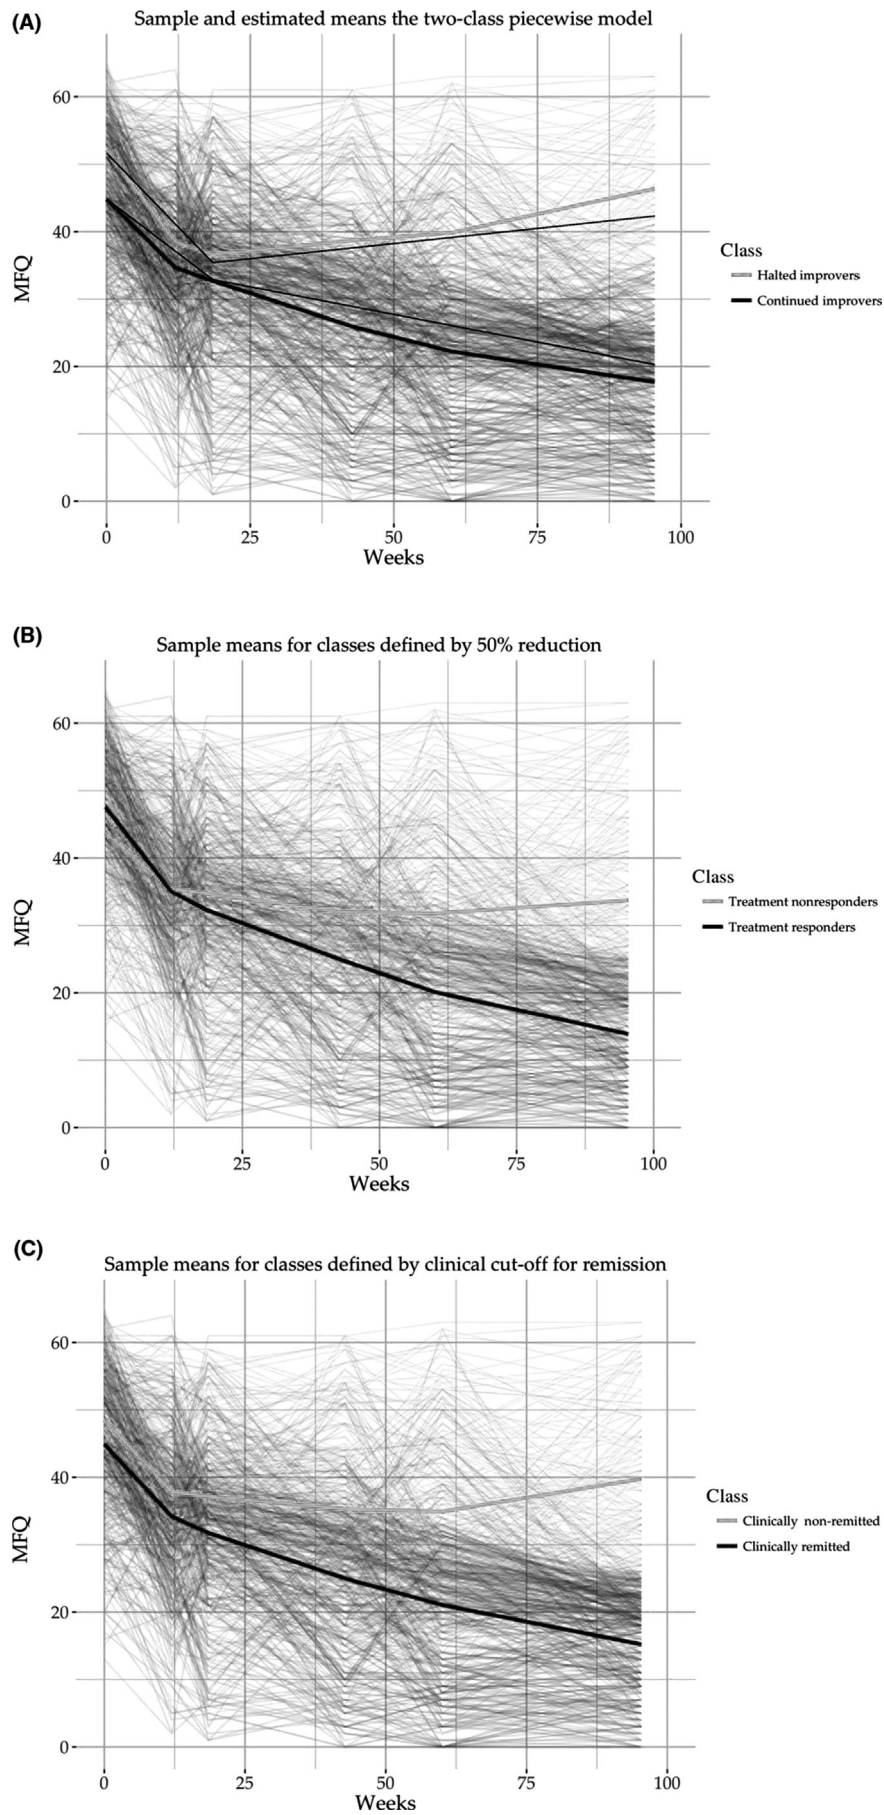 (A)
Sample and estimated means the two-class piecewise model
60
40
20
0
MFQ
0 25 50 75 100
Weeks
Class
Halted improvers
Continued improvers
(B)
Sample means for classes defined by 50% reduction
60
40
20
0
MFQ
0 25 50 75 100
Weeks
Class
Treatment nonresponders
Treatment responders
(C)
Sample means for classes defined by clinical cut-off for remission
60
40
20
0
MFQ
0 25 50 75 100
Weeks
Class
Clinically non-remitted
Clinically remitted